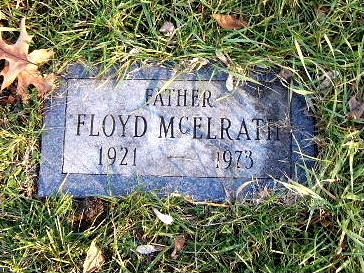 FATHER
FLOYD McELRATH
1921 — 1973